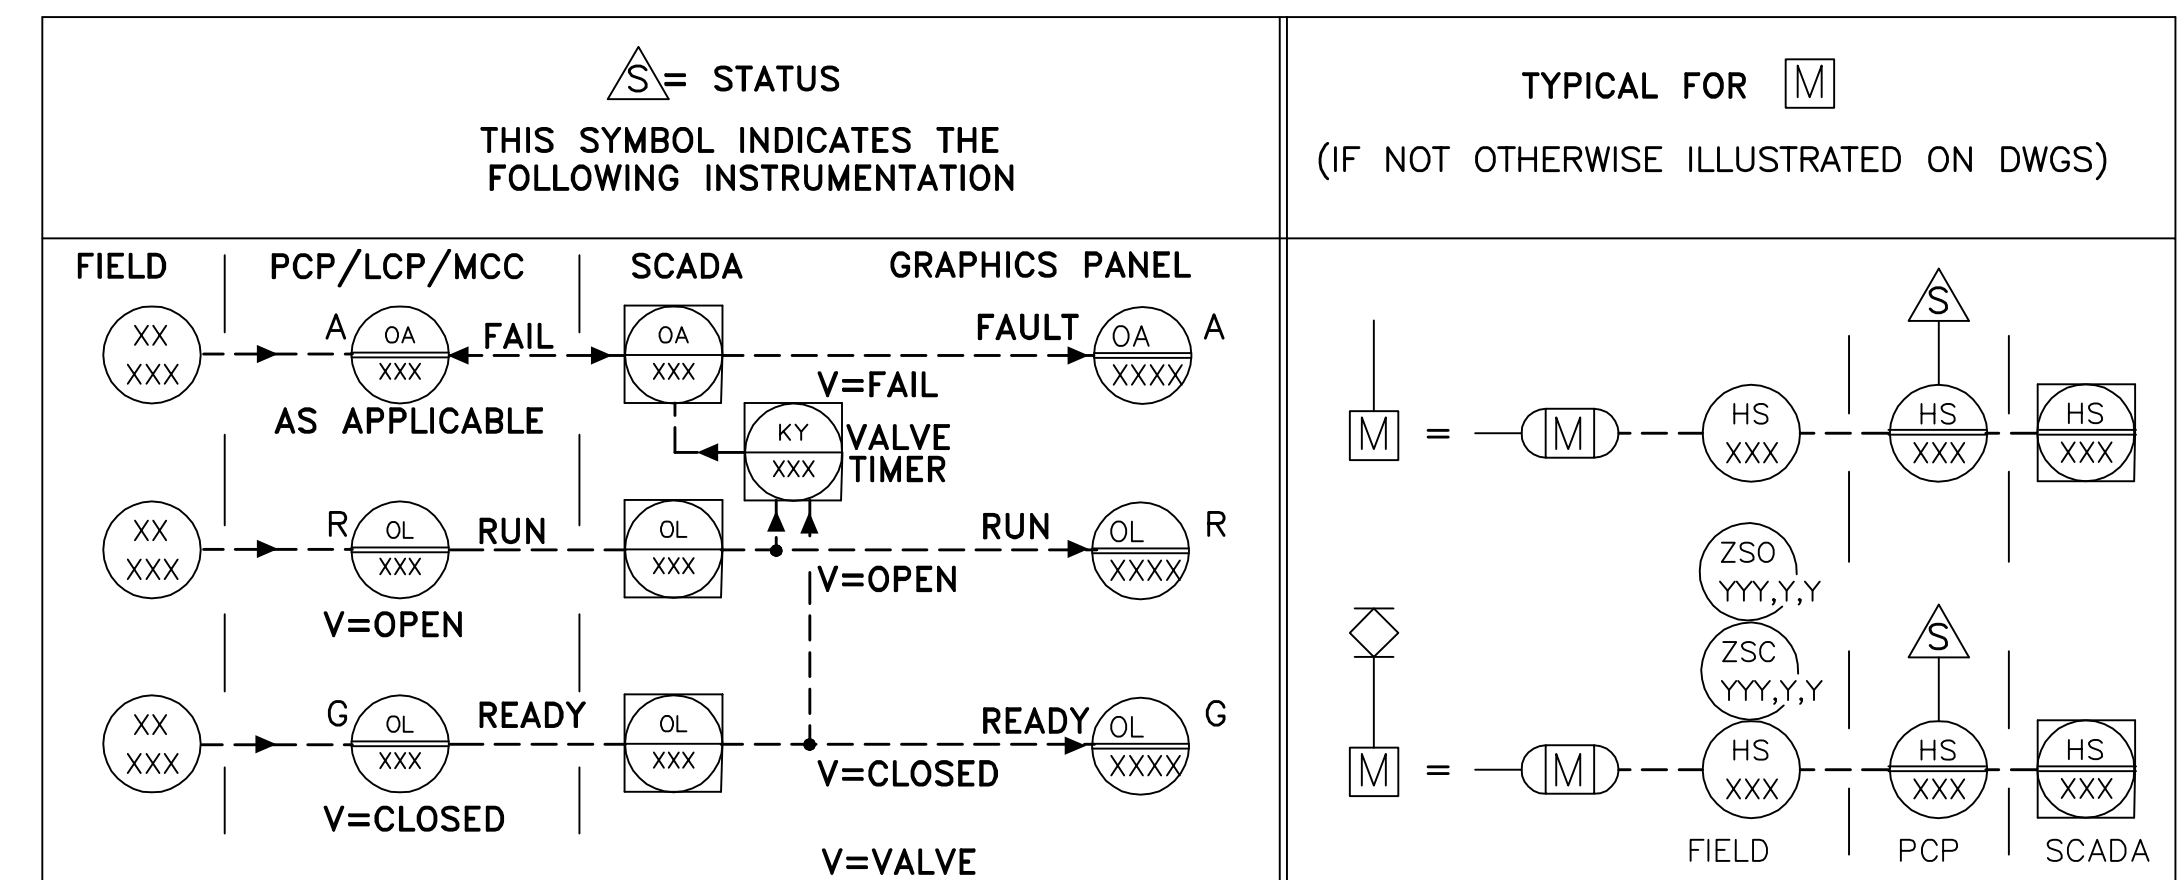 S = STATUS
THIS SYMBOL INDICATES THE
FOLLOWING INSTRUMENTATION
FIELD PCP/LCP/MCC SCADA GRAPHICS PANEL
XX
XXX
A
OA
XXX
FAIL
OA
XXX
FAULT
OA
XXXX
A
V=FAIL
AS APPLICABLE
KY
XXX
VALVE
TIMER
XX
XXX
R
OL
XXX
RUN
OL
XXX
RUN
OL
XXXX
R
V=OPEN
V=OPEN
XX
XXX
G
OL
XXX
READY
OL
XXX
READY
OL
XXXX
G
V=CLOSED
V=CLOSED
V=VALVE
TYPICAL FOR M
(IF NOT OTHERWISE ILLUSTRATED ON DWGS)
S
M = M
HS
XXX
HS
XXX
HS
XXX
ZSO
YYY,Y,Y
ZSC
YYY,Y,Y
S
M = M
HS
XXX
HS
XXX
HS
XXX
FIELD PCP SCADA